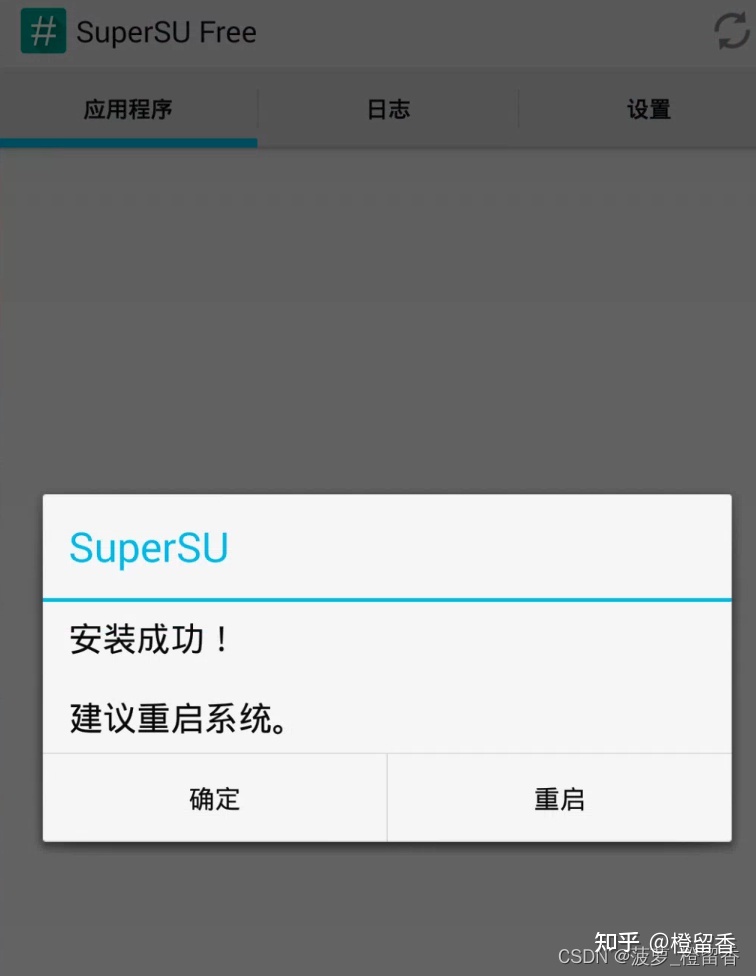 SuperSU Free
应用程序 日志 设置
SuperSU
安装成功！
建议重启系统。
确定 重启
知乎 @橙留香
CSDN @菠萝_橙留香